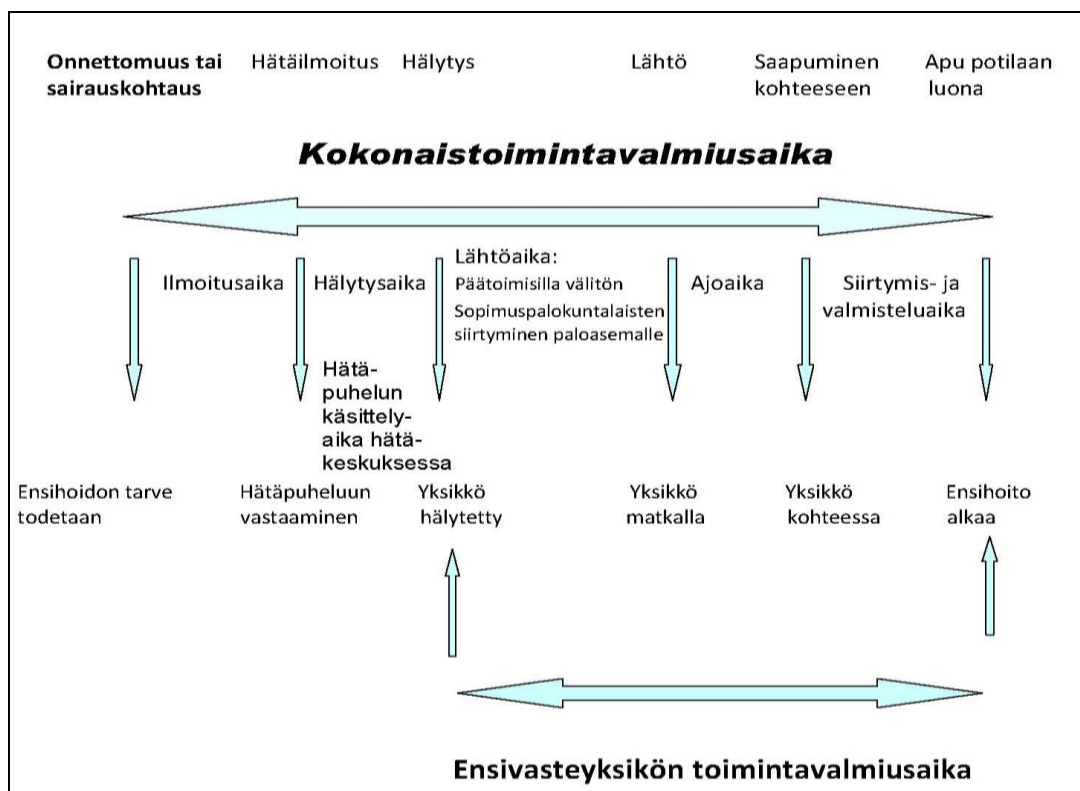 Onnettomuus tai
sairauskohtaus
Hätäilmoitus
Hälytys
Lähtö
Saapuminen
kohteeseen
Apu potilaan
luona
Kokonaistoimintavalmiusaika
Ilmoitusaika
Hälytysaika
Lähtöaika:
Päätoimisilla välitön
Sopimuspalokuntalaisten
siirtyminen paloasemalle
Ajoaika
Siirtymis- ja
valmisteluaika
Hätä-
puhelun
käsittely-
aika hätä-
keskuksessa
Ensihoidon tarve
todetaan
Hätäpuheluun
vastaaminen
Yksikkö
hälytetty
Yksikkö
matkalla
Yksikkö
kohteessa
Ensihoito
alkaa
Ensivasteyksikön toimintavalmiusaika